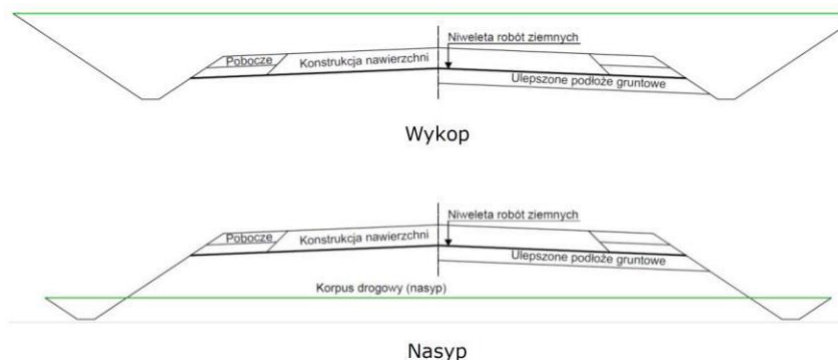 Niweleta robót ziemnych
Pobocze
Konstrukcja nawierzchni
Ulepszone podłoże gruntowe
Wykop
Niweleta robót ziemnych
Pobocze
Konstrukcja nawierzchni
Ulepszone podłoże gruntowe
Korpus drogowy (nasyp)
Nasyp